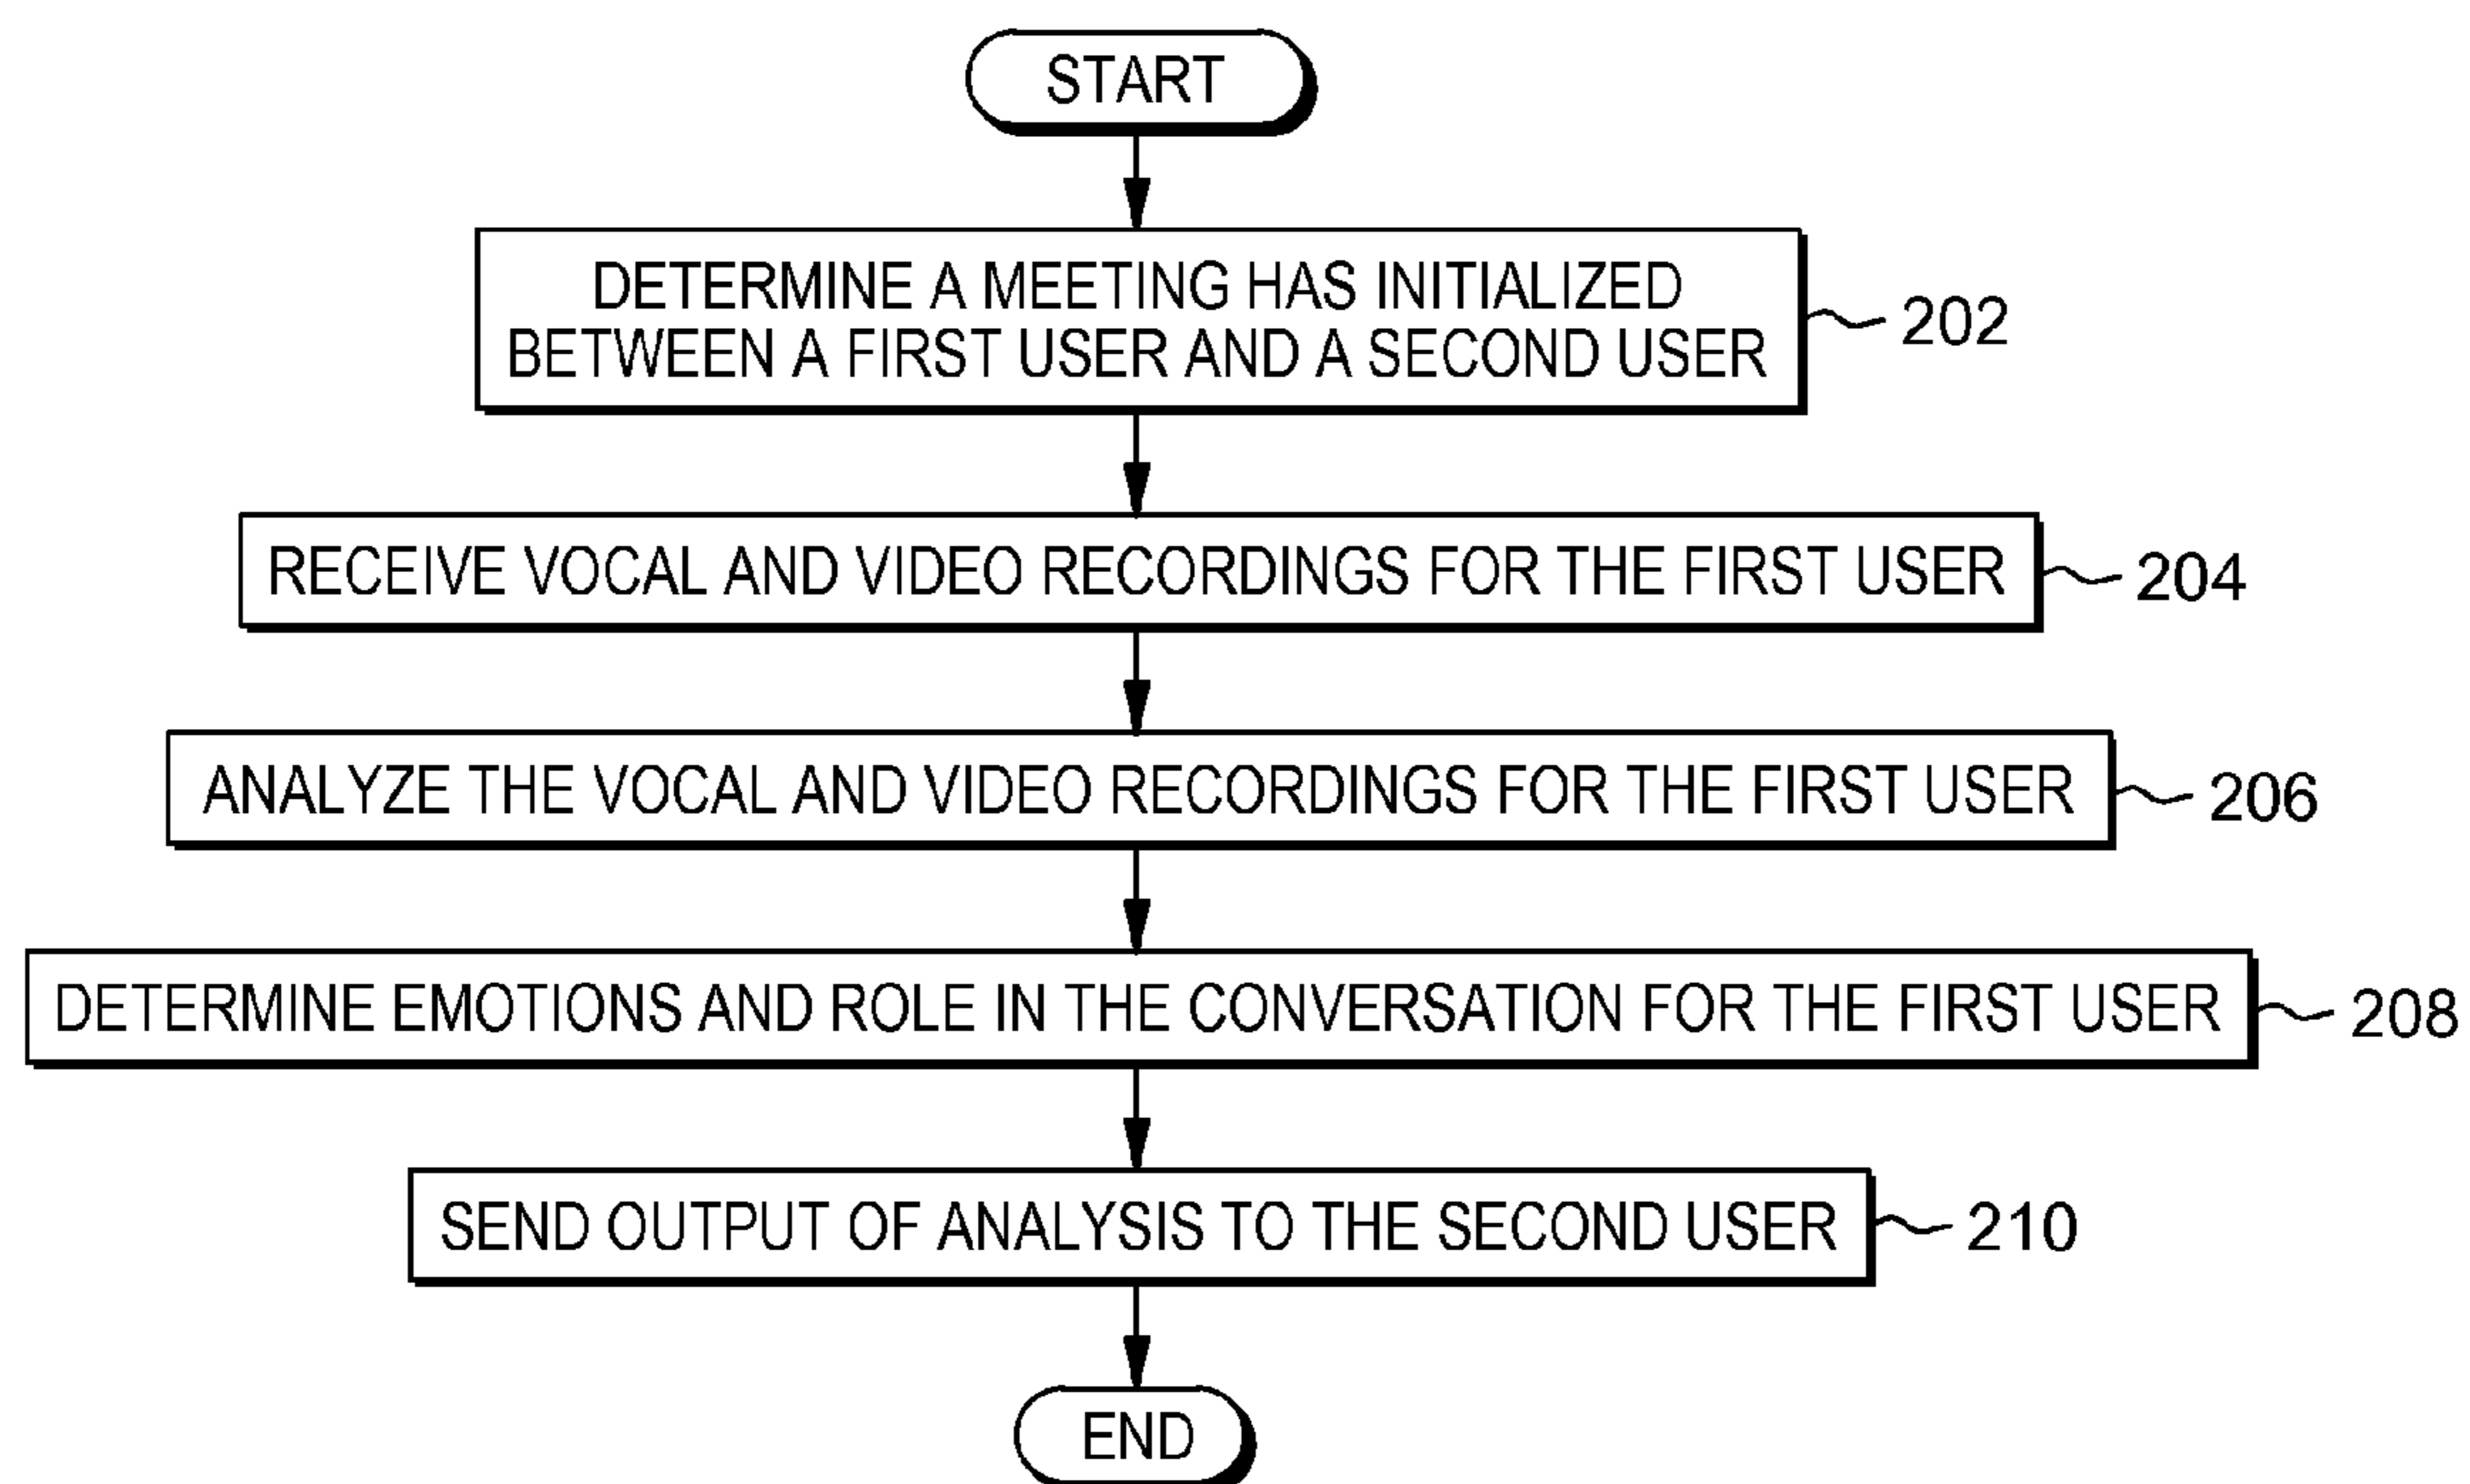 START
DETERMINE A MEETING HAS INITIALIZED
BETWEEN A FIRST USER AND A SECOND USER
202
RECEIVE VOCAL AND VIDEO RECORDINGS FOR THE FIRST USER
204
ANALYZE THE VOCAL AND VIDEO RECORDINGS FOR THE FIRST USER
206
DETERMINE EMOTIONS AND ROLE IN THE CONVERSATION FOR THE FIRST USER
208
SEND OUTPUT OF ANALYSIS TO THE SECOND USER
210
END